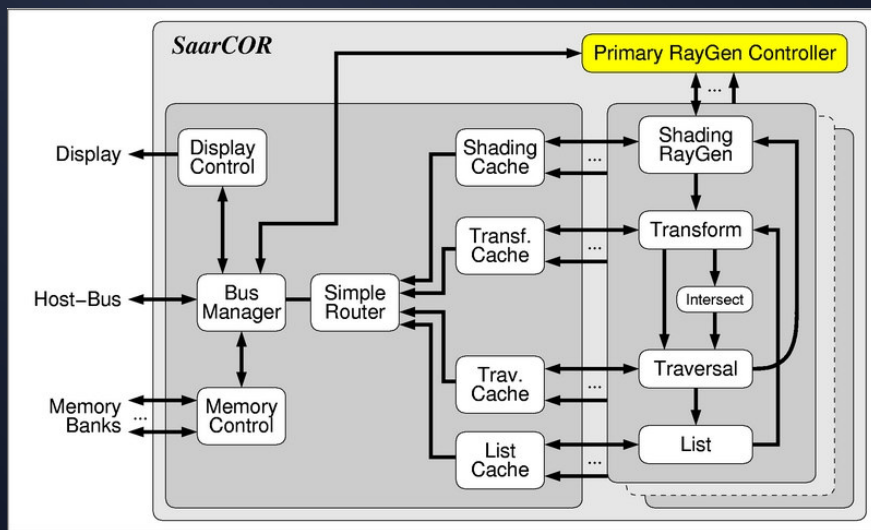 SaarCOR
Primary RayGen Controller
...
Display
Display
Control
Shading
Cache
...
Shading
RayGen
Transf.
Cache
...
Transform
Host-Bus
Bus
Manager
Simple
Router
Intersect
Trav.
Cache
...
Traversal
Memory
Banks
...
Memory
Control
List
Cache
...
List